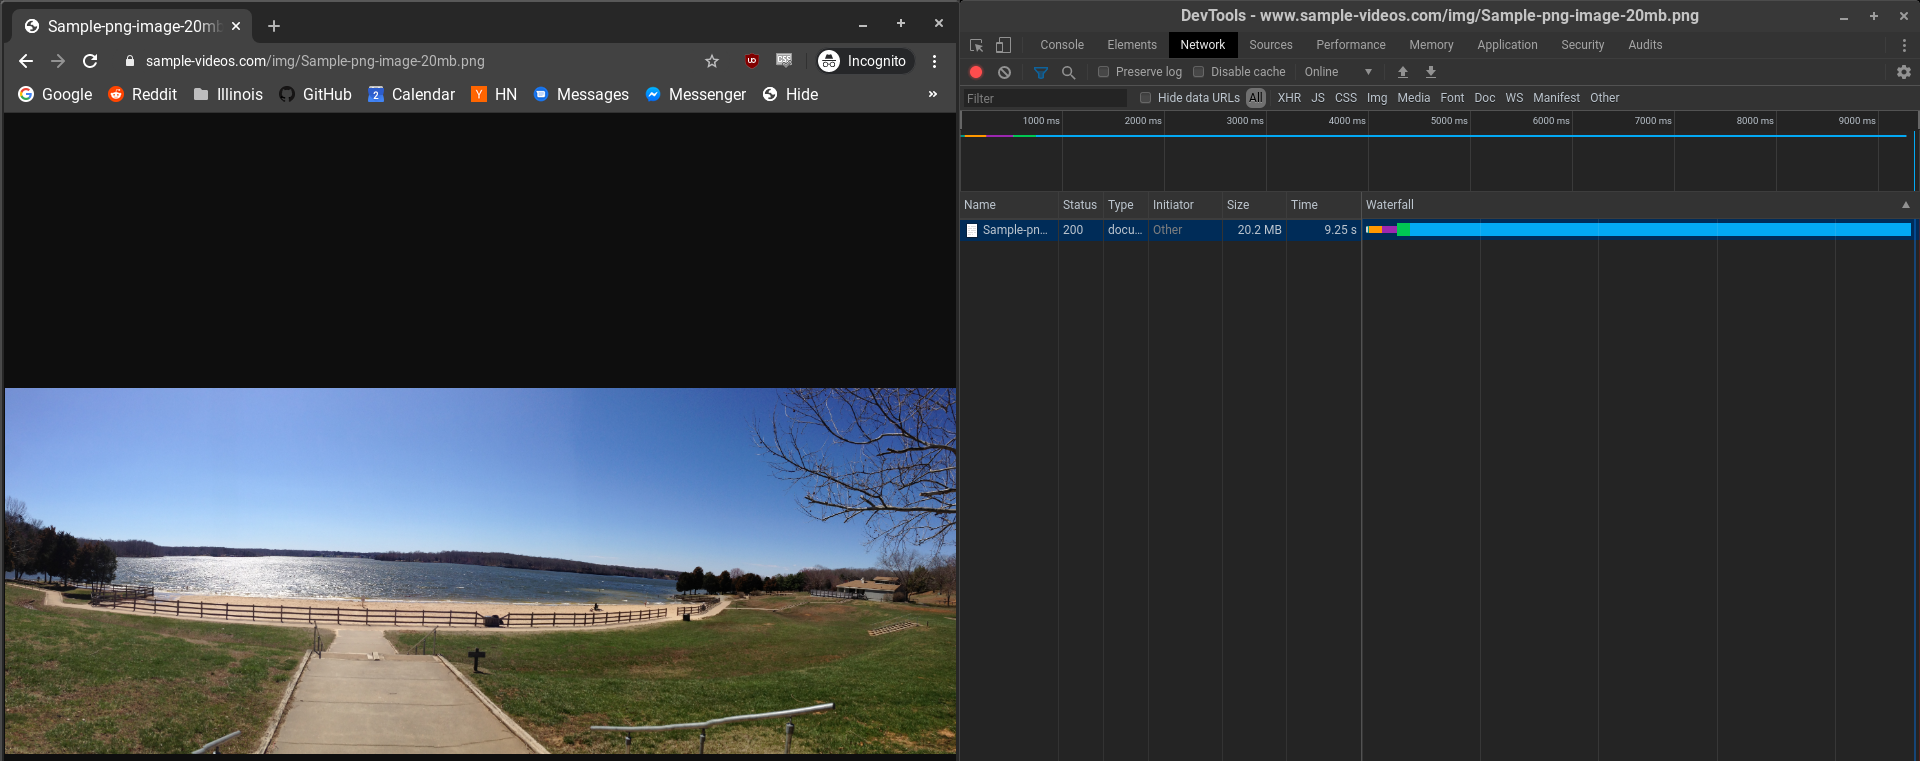 Sample-png-image-20mb
sample-videos.com/img/Sample-png-image-20mb.png
Incognito
Google Reddit Illinois GitHub 2 Calendar Y HN Messages Messenger Hide »
DevTools - www.sample-videos.com/img/Sample-png-image-20mb.png
Console Elements Network Sources Performance Memory Application Security Audits
Preserve log Disable cache Online
Filter Hide data URLs All XHR JS CSS Img Media Font Doc WS Manifest Other
1000 ms 2000 ms 3000 ms 4000 ms 5000 ms 6000 ms 7000 ms 8000 ms 9000 ms
Name Status Type Initiator Size Time Waterfall
Sample-pn... 200 docu... Other 20.2 MB 9.25 s